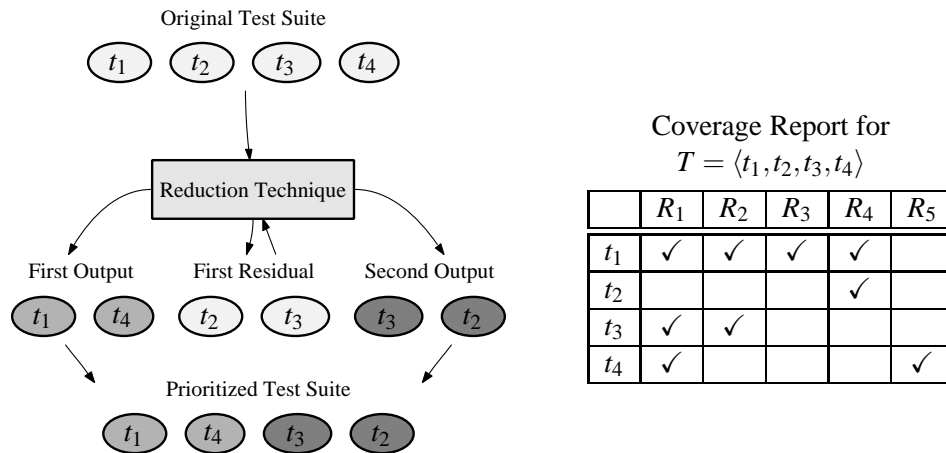 Original Test Suite
t1 t2 t3 t4
Reduction Technique
First Output First Residual Second Output
t1 t4 t2 t3 t3 t2
Prioritized Test Suite
t1 t4 t3 t2
Coverage Report for
T = ⟨t1, t2, t3, t4⟩
R1 R2 R3 R4 R5
t1 ✓ ✓ ✓ ✓
t2 ✓
t3 ✓ ✓
t4 ✓ ✓